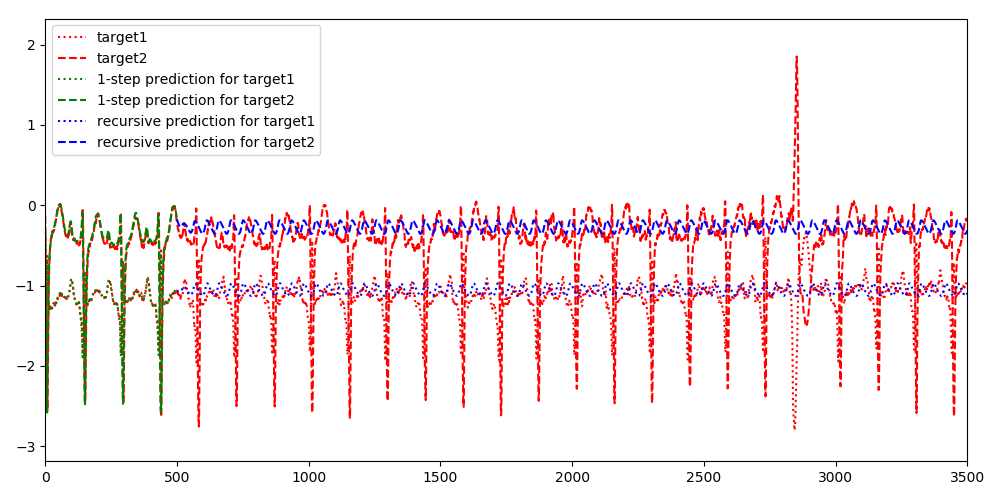 target1
target2
1-step prediction for target1
1-step prediction for target2
recursive prediction for target1
recursive prediction for target2
2
1
0
−1
−2
−3
0 500 1000 1500 2000 2500 3000 3500